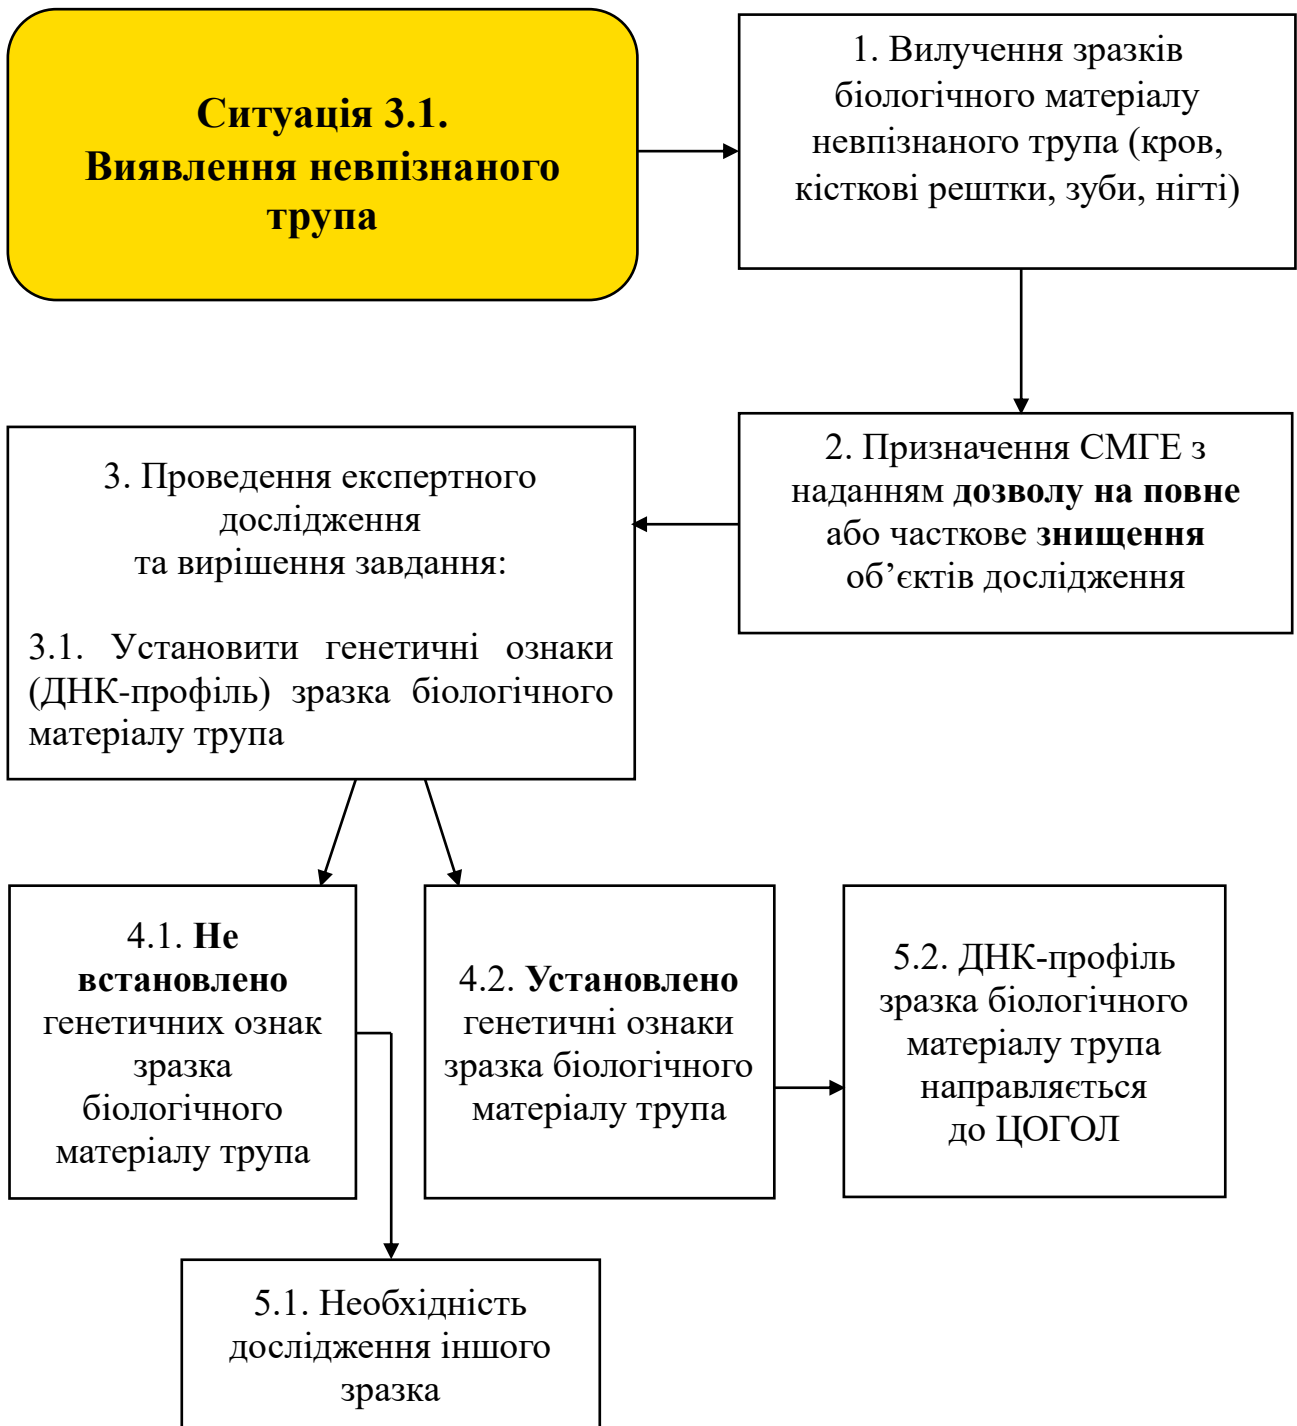 Ситуація 3.1.
Виявлення невпізнаного
трупа
1. Вилучення зразків
біологічного матеріалу
невпізнаного трупа (кров,
кісткові рештки, зуби, нігті)
2. Призначення СМГЕ з
наданням дозволу на повне
або часткове знищення
об’єктів дослідження
3. Проведення експертного
дослідження
та вирішення завдання:
3.1. Установити генетичні ознаки
(ДНК-профіль) зразка біологічного
матеріалу трупа
4.1. Не
встановлено
генетичних ознак
зразка
біологічного
матеріалу трупа
4.2. Установлено
генетичні ознаки
зразка біологічного
матеріалу трупа
5.2. ДНК-профіль
зразка біологічного
матеріалу трупа
направляється
до ЦОГОЛ
5.1. Необхідність
дослідження іншого
зразка